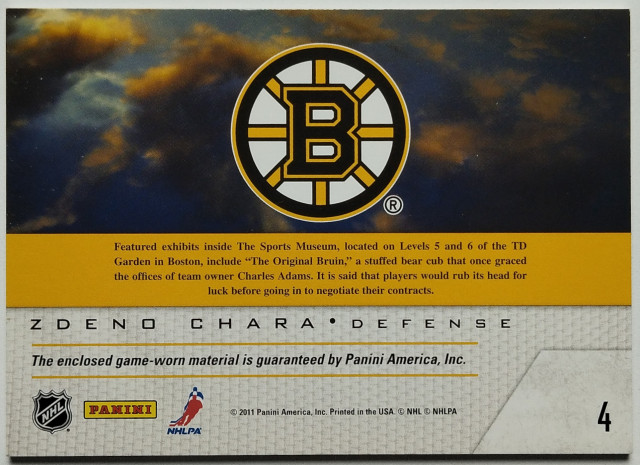 B
®
Featured exhibits inside The Sports Museum, located on Levels 5 and 6 of the TD
Garden in Boston, include “The Original Bruin,” a stuffed bear cub that once graced
the offices of team owner Charles Adams. It is said that players would rub its head for
luck before going in to negotiate their contracts.
ZDENO CHARA • DEFENSE
The enclosed game-worn material is guaranteed by Panini America, Inc.
NHL
PANINI
NHLPA
© 2011 Panini America, Inc. Printed in the USA. © NHL © NHLPA
4